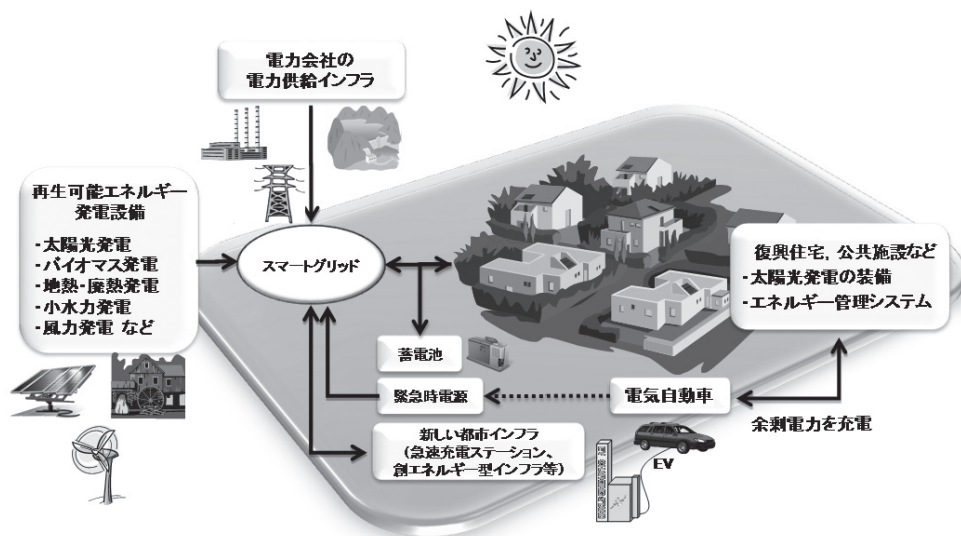 電力会社の
電力供給インフラ
再生可能エネルギー
発電設備
・太陽光発電
・バイオマス発電
・地熱・廃熱発電
・小水力発電
・風力発電 など
スマートグリッド
復興住宅，公共施設など
・太陽光発電の装備
・エネルギー管理システム
蓄電池
緊急時電源
電気自動車
余剰電力を充電
新しい都市インフラ
（急速充電ステーション、
創エネルギー型インフラ等）
EV